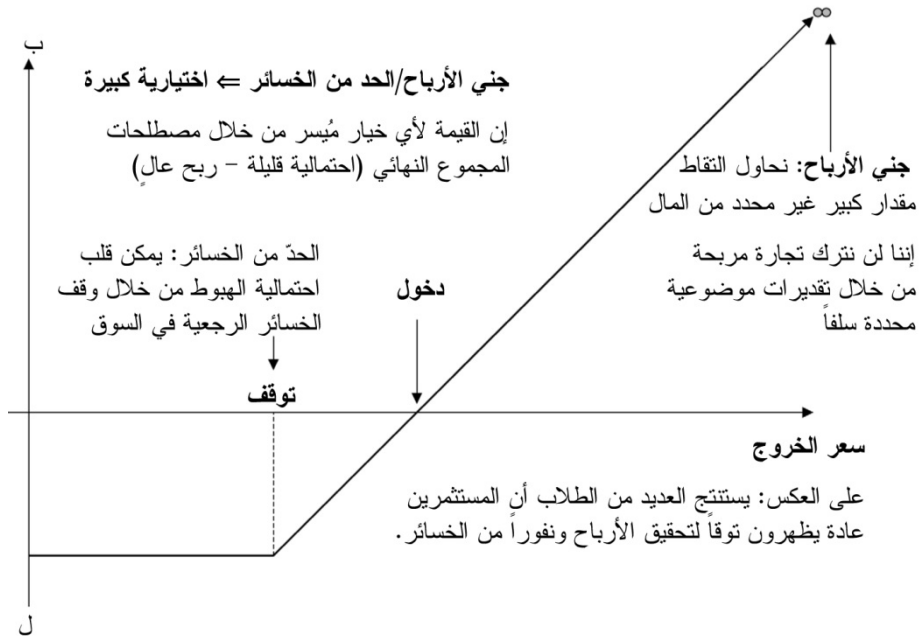 ب
∞
جني الأرباح/الحد من الخسائر ⇐ اختيارية كبيرة
إن القيمة لأي خيار مُيسر من خلال مصطلحات
المجموع النهائي (احتمالية قليلة - ربح عالٍ)
جني الأرباح: نحاول التقاط
مقدار كبير غير محدد من المال
إننا لن نترك تجارة مربحة
من خلال تقديرات موضوعية
محددة سلفاً
الحدّ من الخسائر: يمكن قلب
احتمالية الهبوط من خلال وقف
الخسائر الرجعية في السوق
دخول
توقف
سعر الخروج
على العكس: يستنتج العديد من الطلاب أن المستثمرين
عادة يظهرون توقاً لتحقيق الأرباح ونفوراً من الخسائر.
ل